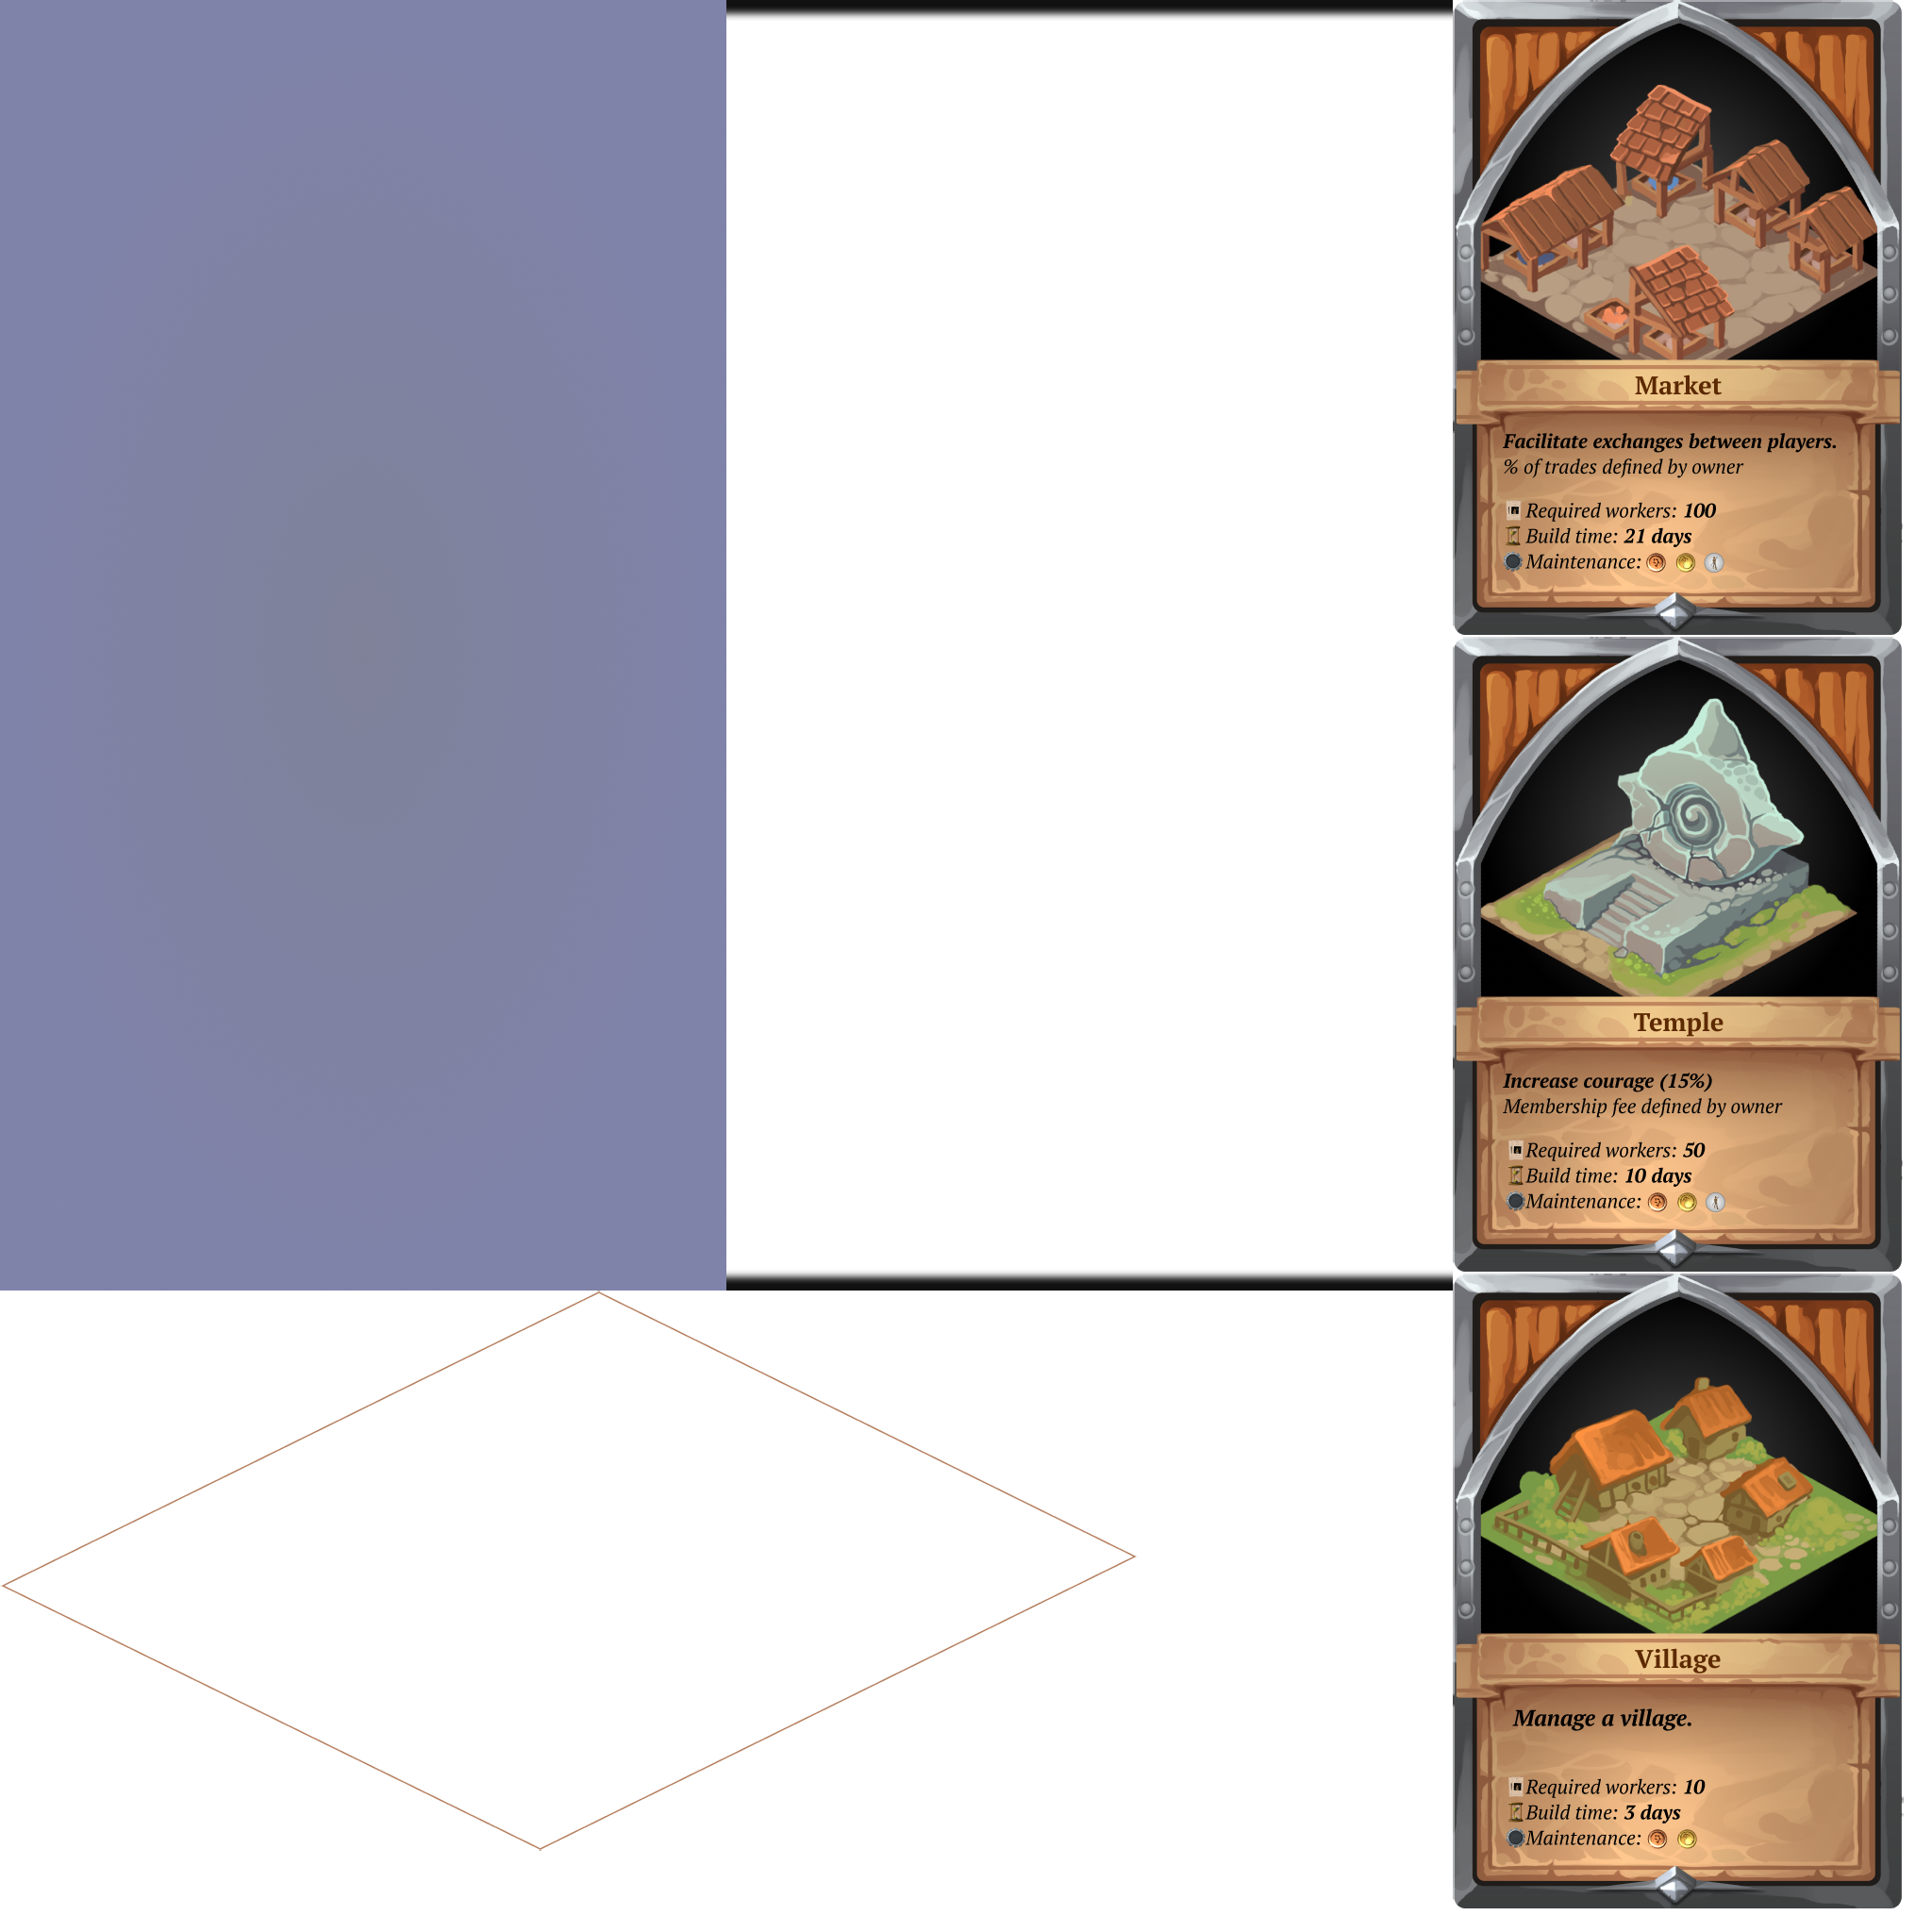 Market
Facilitate exchanges between players.
% of trades defined by owner
Required workers: 100
Build time: 21 days
Maintenance:
Temple
Increase courage (15%)
Membership fee defined by owner
Required workers: 50
Build time: 10 days
Maintenance:
Village
Manage a village.
Required workers: 10
Build time: 3 days
Maintenance: